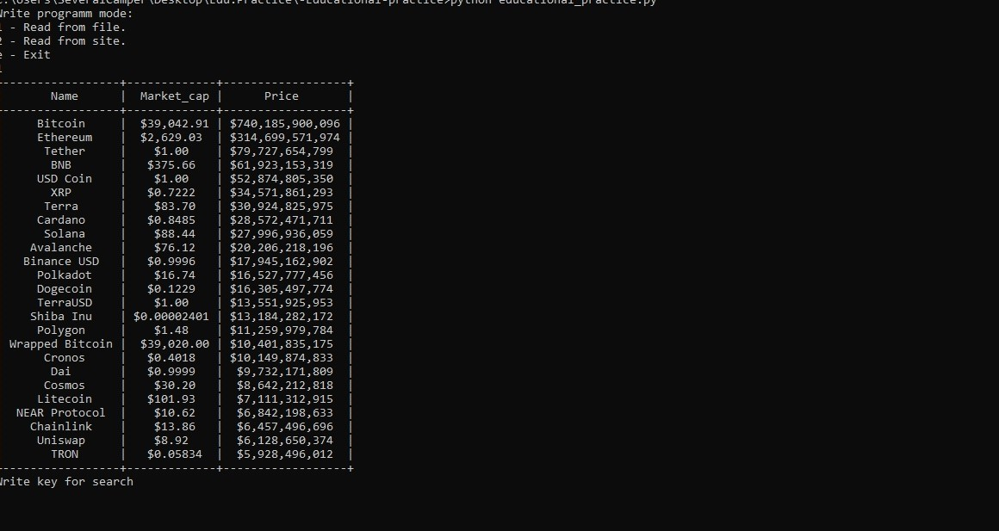 :\Users\SeveralCamper\Desktop\Edu.Practice\-Educational-practice>python educational_practice.py
Write programm mode:
1 - Read from file.
2 - Read from site.
e - Exit
1
-----------------+-------------+------------------+
Name | Market_cap | Price |
-----------------+-------------+------------------+
Bitcoin | $39,042.91 | $740,185,900,096 |
Ethereum | $2,629.03 | $314,699,571,974 |
Tether | $1.00 | $79,727,654,799 |
BNB | $375.66 | $61,923,153,319 |
USD Coin | $1.00 | $52,874,805,350 |
XRP | $0.7222 | $34,571,861,293 |
Terra | $83.70 | $30,924,825,975 |
Cardano | $0.8485 | $28,572,471,711 |
Solana | $88.44 | $27,996,936,059 |
Avalanche | $76.12 | $20,206,218,196 |
Binance USD | $0.9996 | $17,945,162,902 |
Polkadot | $16.74 | $16,527,777,456 |
Dogecoin | $0.1229 | $16,305,497,774 |
TerraUSD | $1.00 | $13,551,925,953 |
Shiba Inu | $0.00002401 | $13,184,282,172 |
Polygon | $1.48 | $11,259,979,784 |
Wrapped Bitcoin | $39,020.00 | $10,401,835,175 |
Cronos | $0.4018 | $10,149,874,833 |
Dai | $0.9999 | $9,732,171,809 |
Cosmos | $30.20 | $8,642,212,818 |
Litecoin | $101.93 | $7,111,312,915 |
NEAR Protocol | $10.62 | $6,842,198,633 |
Chainlink | $13.86 | $6,457,496,696 |
Uniswap | $8.92 | $6,128,650,374 |
TRON | $0.05834 | $5,928,496,012 |
-----------------+-------------+------------------+
Write key for search